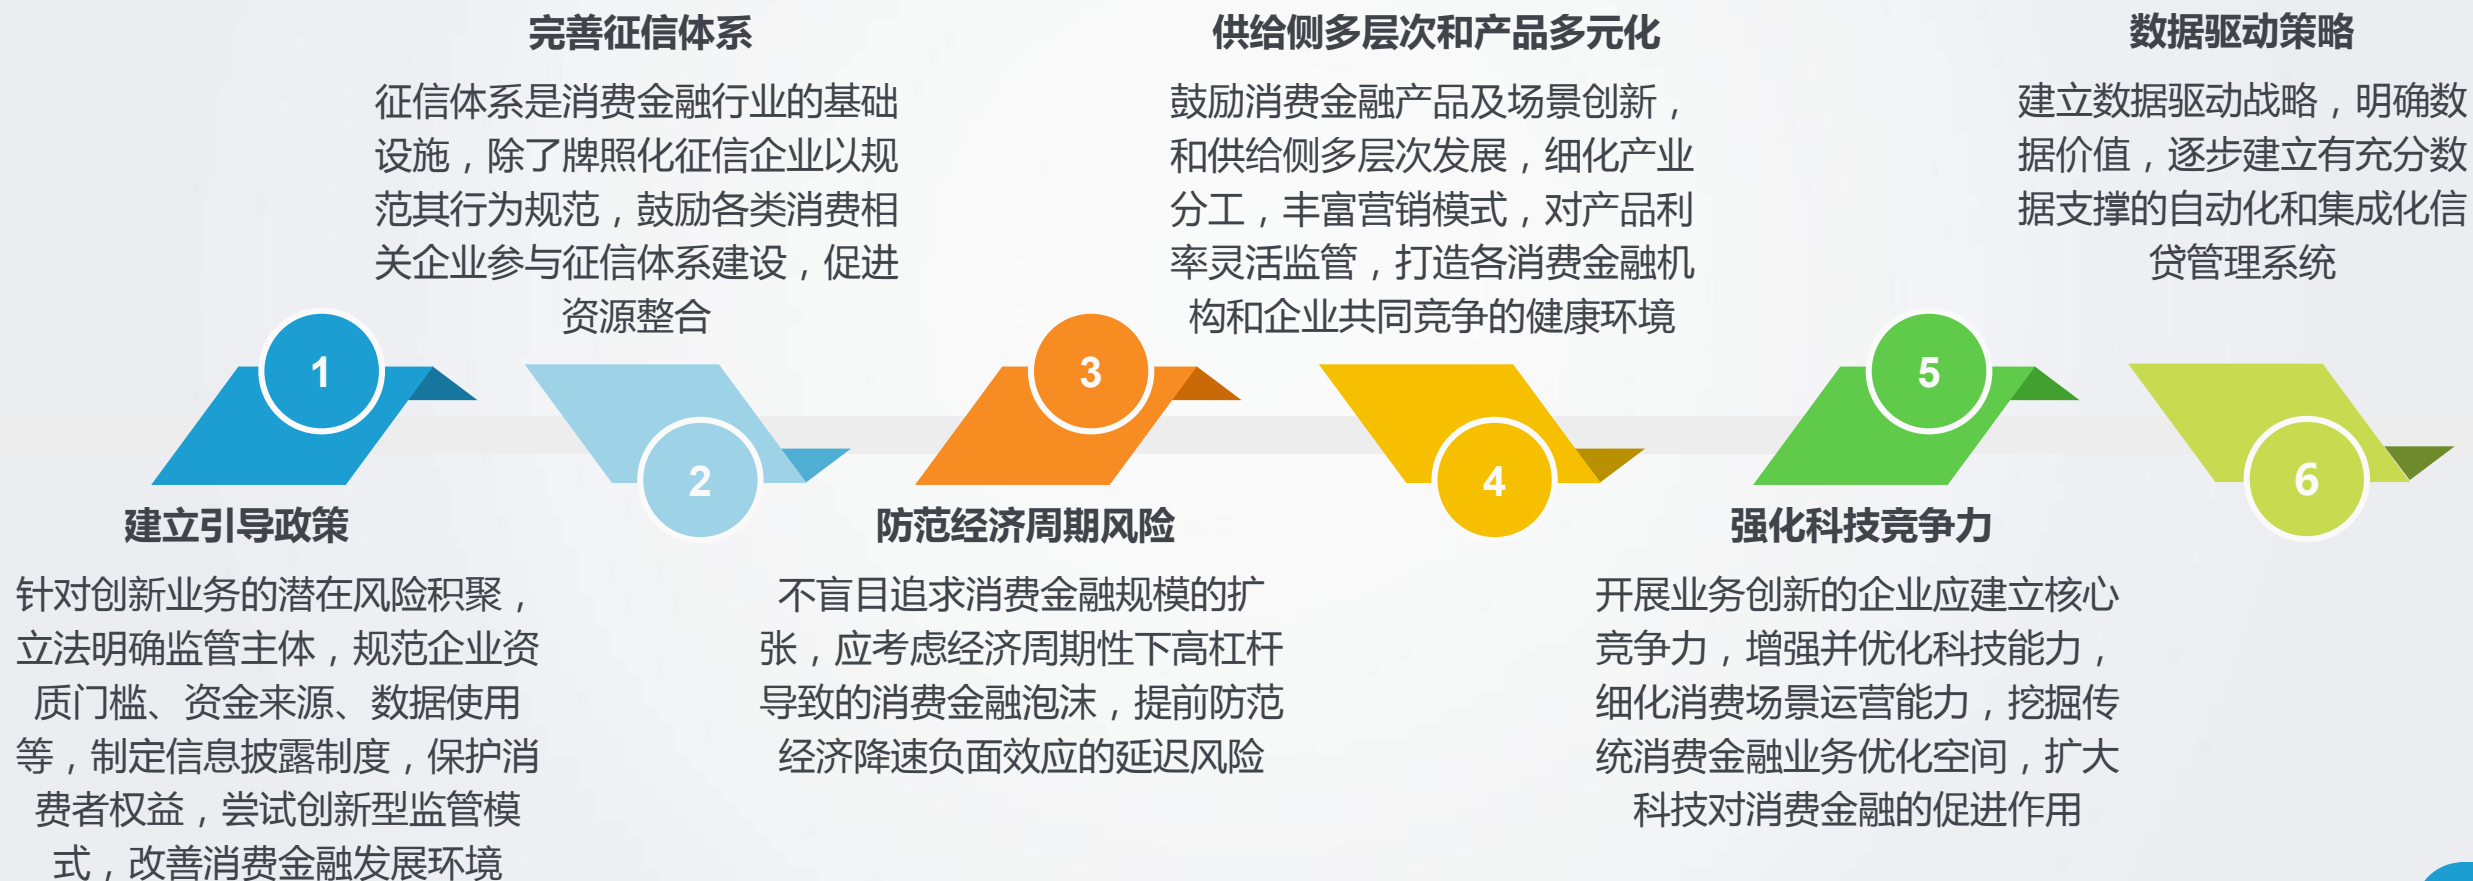 完善征信体系
征信体系是消费金融行业的基础
设施，除了牌照化征信企业以规
范其行为规范，鼓励各类消费相
关企业参与征信体系建设，促进
资源整合
供给侧多层次和产品多元化
鼓励消费金融产品及场景创新，
和供给侧多层次发展，细化产业
分工，丰富营销模式，对产品利
率灵活监管，打造各消费金融机
构和企业共同竞争的健康环境
数据驱动策略
建立数据驱动战略，明确数
据价值，逐步建立有充分数
据支撑的自动化和集成化信
贷管理系统
1
2
3
4
5
6
建立引导政策
针对创新业务的潜在风险积聚，
立法明确监管主体，规范企业资
质门槛、资金来源、数据使用
等，制定信息披露制度，保护消
费者权益，尝试创新型监管模
式，改善消费金融发展环境
防范经济周期风险
不盲目追求消费金融规模的扩
张，应考虑经济周期性下高杠杆
导致的消费金融泡沫，提前防范
经济降速负面效应的延迟风险
强化科技竞争力
开展业务创新的企业应建立核心
竞争力，增强并优化科技能力，
细化消费场景运营能力，挖掘传
统消费金融业务优化空间，扩大
科技对消费金融的促进作用